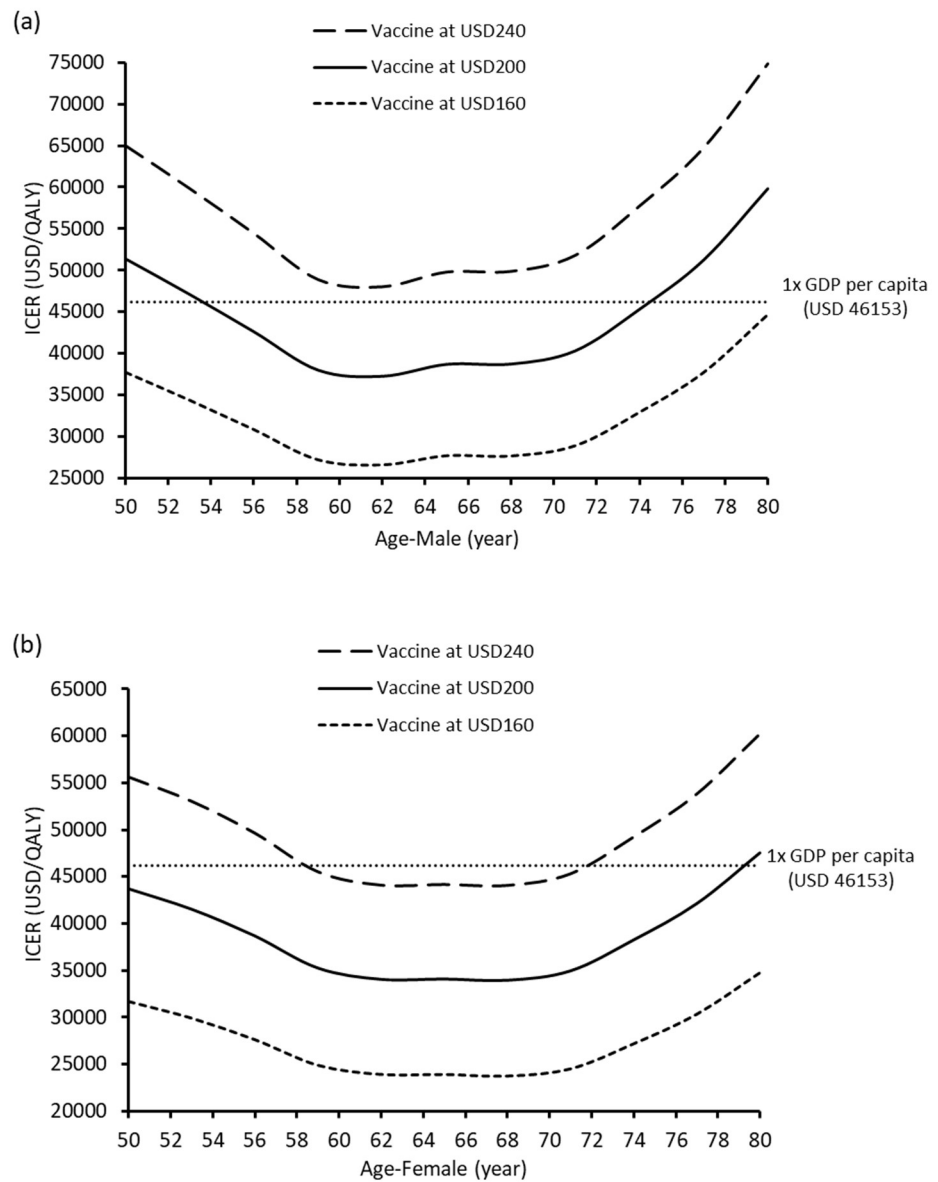 (a)
Vaccine at USD240
Vaccine at USD200
Vaccine at USD160
75000
70000
65000
60000
55000
50000
45000
40000
35000
30000
25000
ICER (USD/QALY)
1x GDP per capita
(USD 46153)
50 52 54 56 58 60 62 64 66 68 70 72 74 76 78 80
Age-Male (year)
(b)
Vaccine at USD240
Vaccine at USD200
Vaccine at USD160
65000
60000
55000
50000
45000
40000
35000
30000
25000
20000
ICER (USD/QALY)
1x GDP per capita
(USD 46153)
50 52 54 56 58 60 62 64 66 68 70 72 74 76 78 80
Age-Female (year)